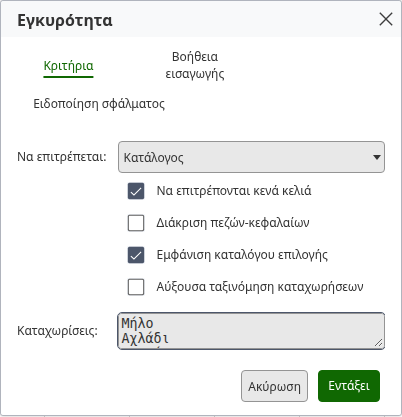 Εγκυρότητα
Κριτήρια
Βοήθεια
εισαγωγής
Ειδοποίηση σφάλματος
Να επιτρέπεται:
Κατάλογος
Να επιτρέπονται κενά κελιά
Διάκριση πεζών-κεφαλαίων
Εμφάνιση καταλόγου επιλογής
Αύξουσα ταξινόμηση καταχωρήσεων
Καταχωρίσεις:
Μήλο
Αχλάδι
Ακύρωση
Εντάξει